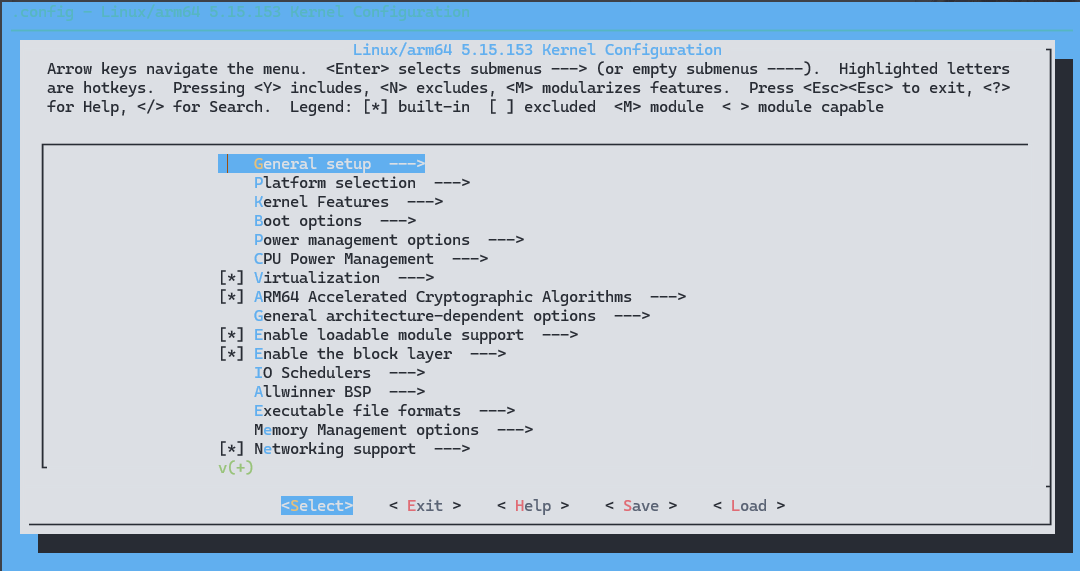 config - Linux/arm64 5.15.153 Kernel Configuration
Linux/arm64 5.15.153 Kernel Configuration
Arrow keys navigate the menu.  <Enter> selects submenus ---> (or empty submenus ----).  Highlighted letters
are hotkeys.  Pressing <Y> includes, <N> excludes, <M> modularizes features.  Press <Esc><Esc> to exit, <?>
for Help, </> for Search.  Legend: [*] built-in  [ ] excluded  <M> module  < > module capable
General setup  --->
Platform selection  --->
Kernel Features  --->
Boot options  --->
Power management options  --->
CPU Power Management  --->
[*] Virtualization  --->
[*] ARM64 Accelerated Cryptographic Algorithms  --->
General architecture-dependent options  --->
[*] Enable loadable module support  --->
[*] Enable the block layer  --->
IO Schedulers  --->
Allwinner BSP  --->
Executable file formats  --->
Memory Management options  --->
[*] Networking support  --->
v(+)
<Select>    < Exit >    < Help >    < Save >    < Load >